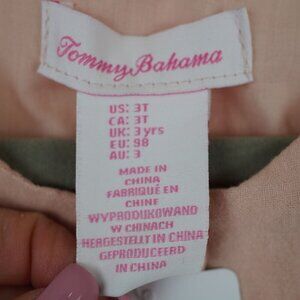 Tommy Bahama
US: 3T
CA: 3T
UK: 3 yrs
EU: 98
AU: 3
MADE IN
CHINA
FABRIQUÉ EN
CHINE
WYPRODUKOWANO
W CHINACH
HERGESTELLT IN CHINA
GEPRODUCEERD
IN CHINA